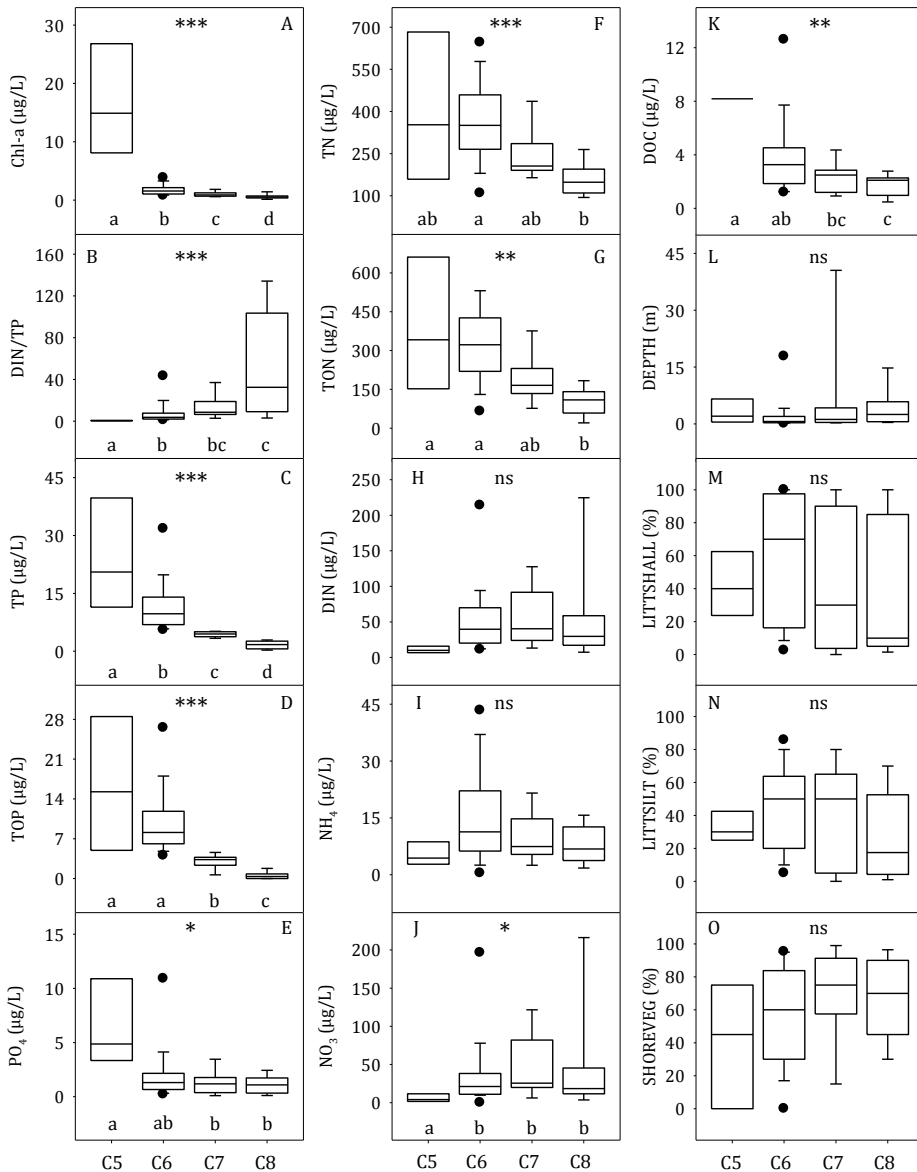 *** A
Chl-a (µg/L)
30
20
10
0
a b c d
B ***
DIN/TP
160
120
80
40
0
a b bc c
*** C
TP (µg/L)
45
30
15
0
a b c d
*** D
TOP (µg/L)
28
21
14
7
0
a a b c
* E
PO4 (µg/L)
15
10
5
0
a ab b b
C5 C6 C7 C8
*** F
TN (µg/L)
700
550
400
250
100
ab a ab b
** G
TON (µg/L)
600
450
300
150
0
a a ab b
H ns
DIN (µg/L)
250
200
150
100
50
0
I ns
NH4 (µg/L)
45
30
15
0
J *
NO3 (µg/L)
200
150
100
50
0
a b b b
C5 C6 C7 C8
K **
DOC (µg/L)
12
8
4
0
a ab bc c
L ns
DEPTH (m)
45
30
15
0
M ns
LITTSHALL (%)
100
80
60
40
20
0
N ns
LITTSILT (%)
100
80
60
40
20
0
O ns
SHOREVEG (%)
100
80
60
40
20
0
C5 C6 C7 C8